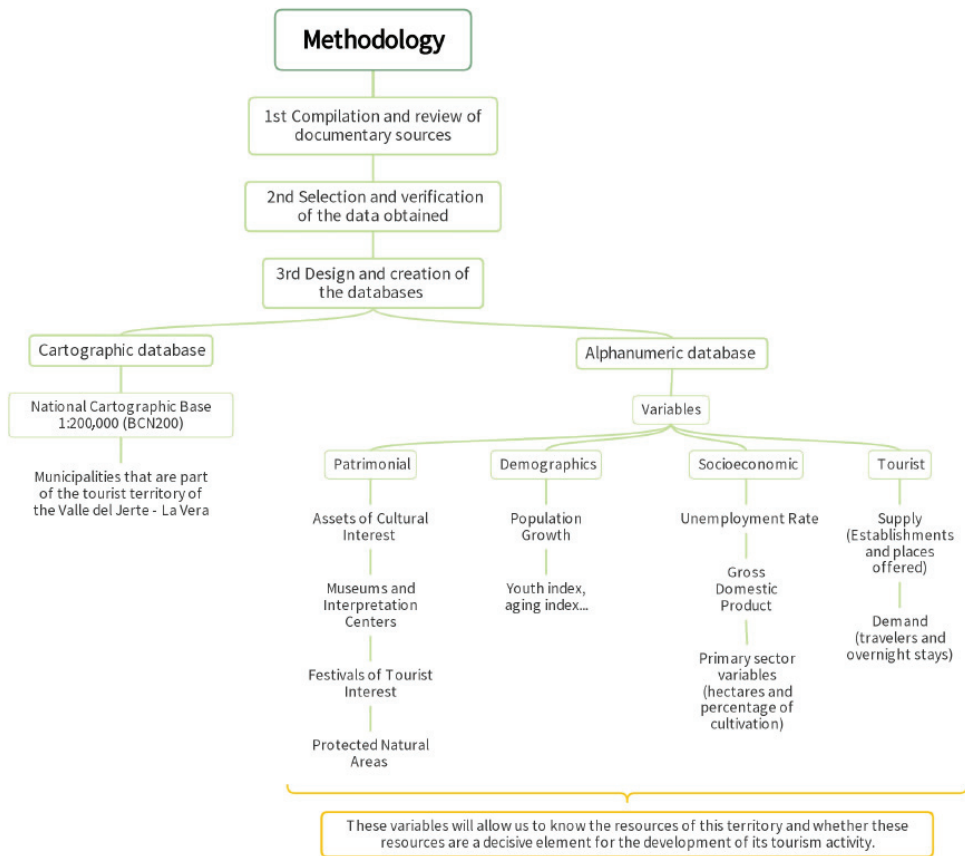 Methodology
1st Compilation and review of
documentary sources
2nd Selection and verification
of the data obtained
3rd Design and creation of
the databases
Cartographic database
National Cartographic Base
1:200,000 (BCN200)
Municipalities that are part
of the tourist territory of
the Valle del Jerte - La Vera
Alphanumeric database
Variables
Patrimonial
Assets of Cultural
Interest
Museums and
Interpretation
Centers
Festivals of Tourist
Interest
Protected Natural
Areas
Demographics
Population
Growth
Youth index,
aging index...
Socioeconomic
Unemployment Rate
Gross
Domestic
Product
Primary sector
variables
(hectares and
percentage of
cultivation)
Tourist
Supply
(Establishments
and places
offered)
Demand
(travelers and
overnight stays)
These variables will allow us to know the resources of this territory and whether these
resources are a decisive element for the development of its tourism activity.